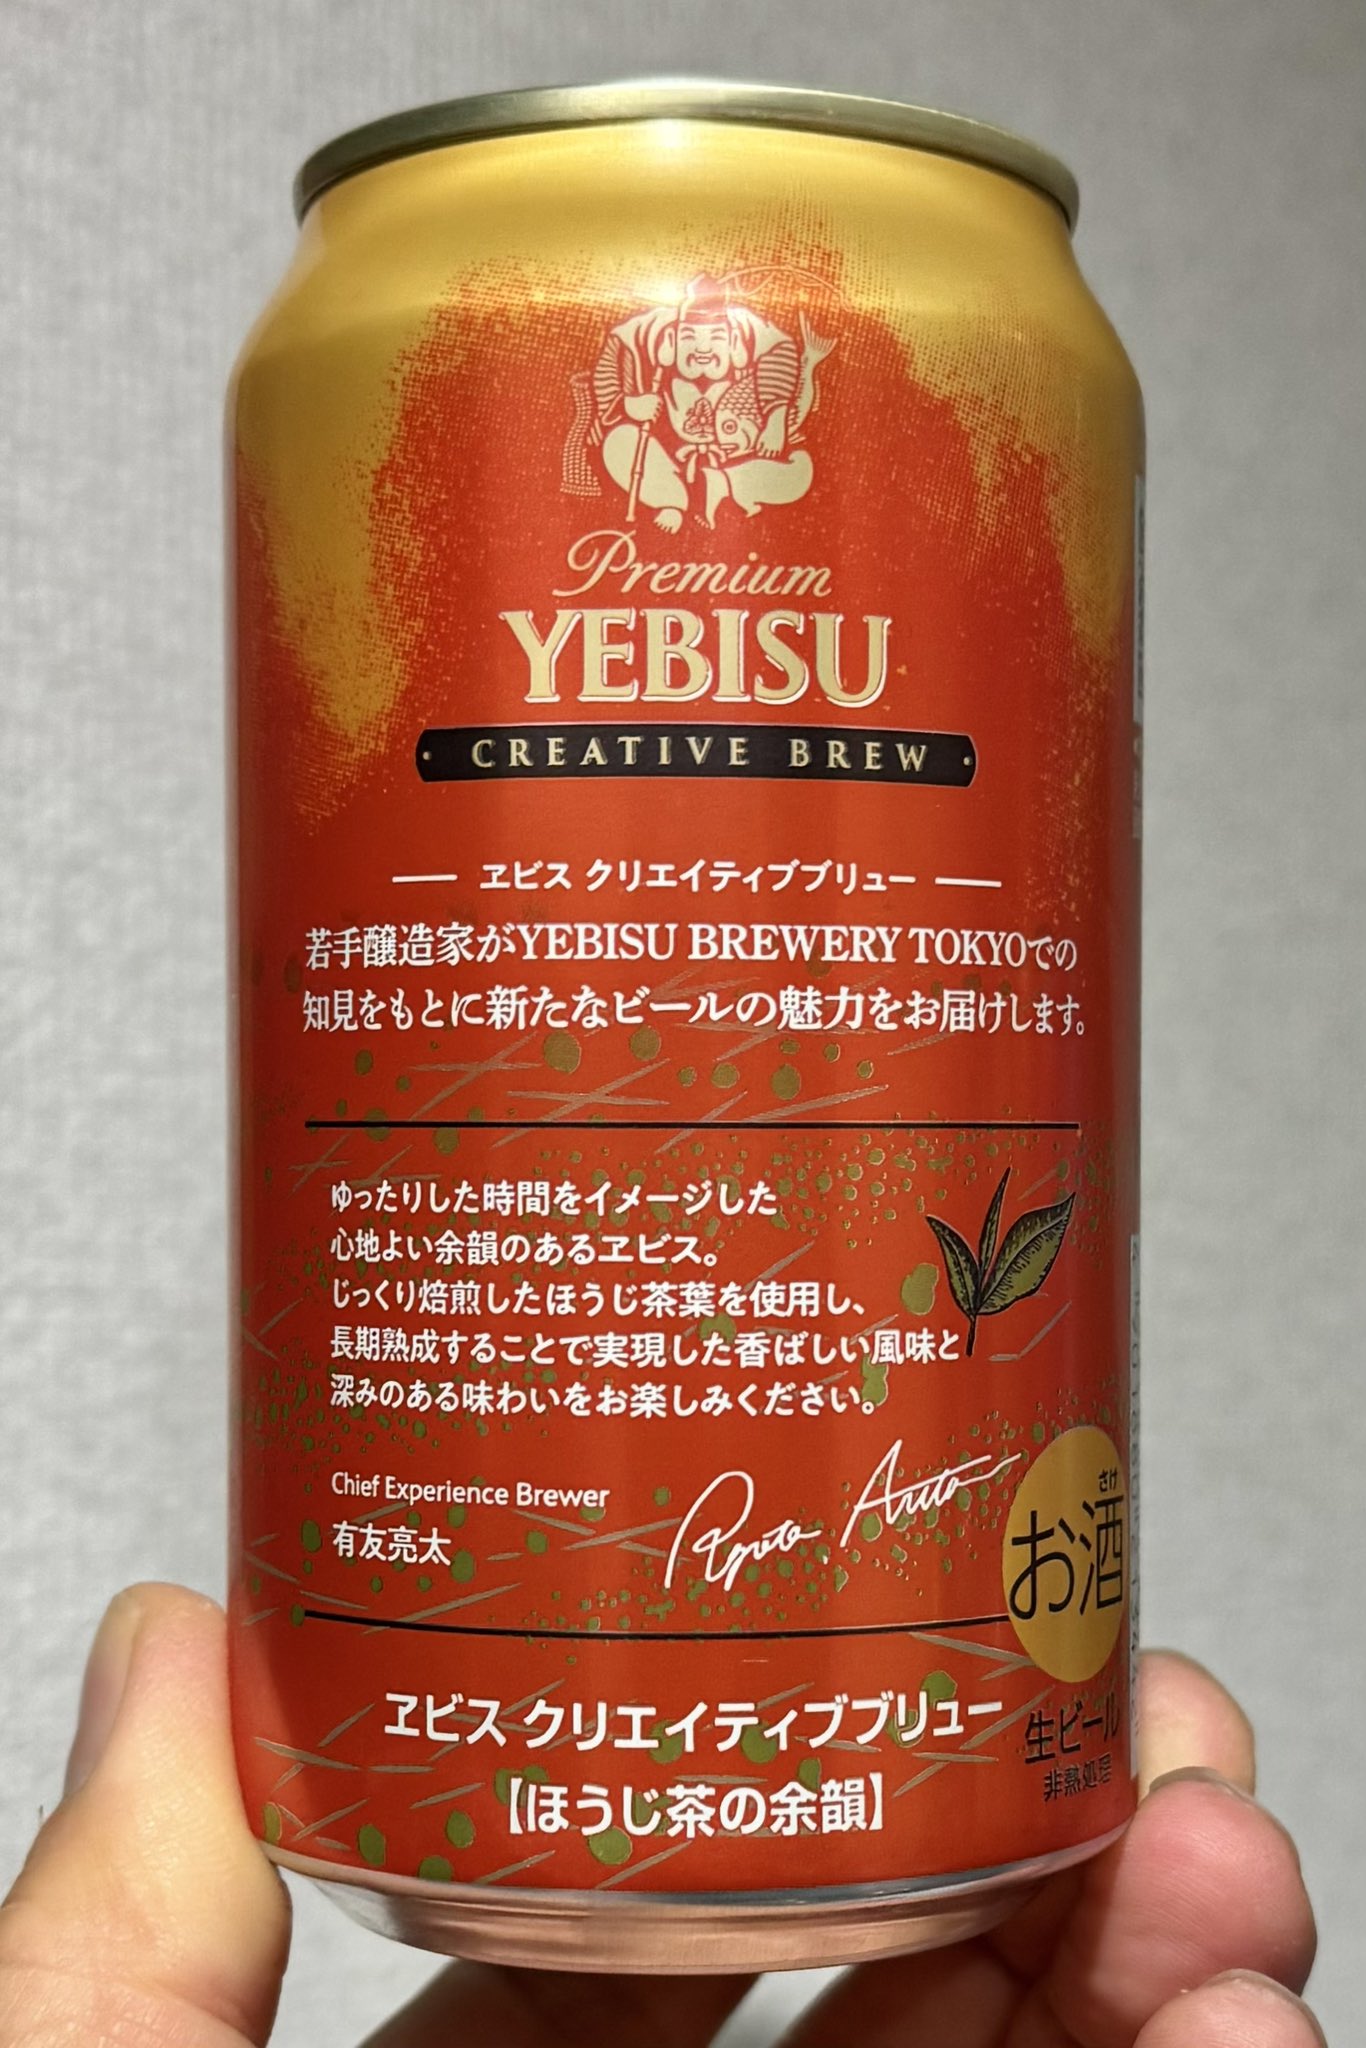 Premium
YEBISU
CREATIVE BREW
ヱビス クリエイティブブリュー
若手醸造家がYEBISU BREWERY TOKYOでの
知見をもとに新たなビールの魅力をお届けします。
ゆったりした時間をイメージした
心地よい余韻のあるヱビス。
じっくり焙煎したほうじ茶葉を使用し、
長期熟成することで実現した香ばしい風味と
深みのある味わいをお楽しみください。
Chief Experience Brewer
有友亮太
Ryota Arito
さけ
お酒
ヱビス クリエイティブブリュー
【ほうじ茶の余韻】
生ビール
非熱処理